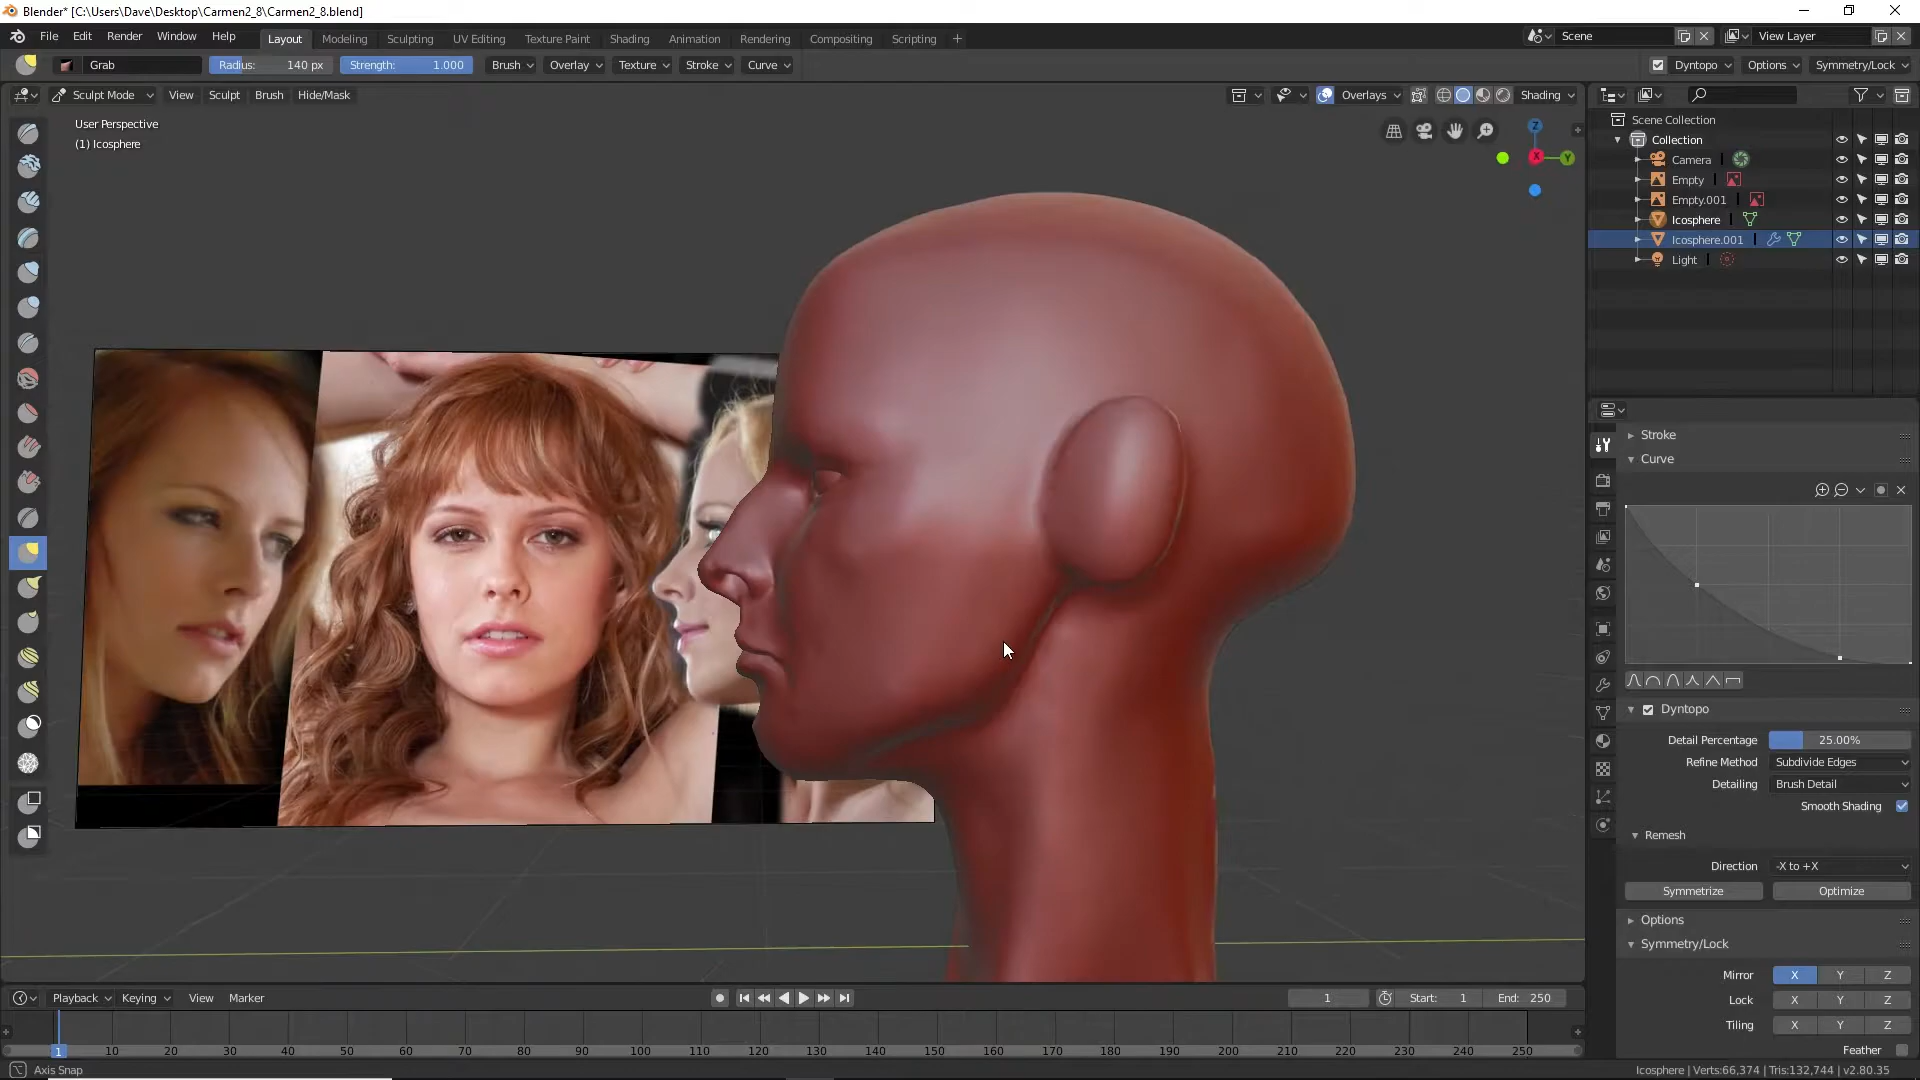 Blender* [C:\Users\Dave\Desktop\Carmen2_8\Carmen2_8.blend]
File Edit Render Window Help Layout Modeling Sculpting UV Editing Texture Paint Shading Animation Rendering Compositing Scripting Scene View Layer
Grab Radius: 140 px Strength: 1.000 Brush Overlay Texture Stroke Curve Dyntopo Options Symmetry/Lock
Sculpt Mode View Sculpt Brush Hide/Mask Overlays Shading
User Perspective
(1) Icosphere
Z
X
Y
Scene Collection
Collection
Camera
Empty
Empty.001
Icosphere
Icosphere.001
Light
Stroke
Curve
Dyntopo
Detail Percentage 25.00%
Refine Method Subdivide Edges
Detailing Brush Detail
Smooth Shading
Remesh
Direction -X to +X
Symmetrize Optimize
Options
Symmetry/Lock
Mirror X Y Z
Lock X Y Z
Tiling X Y Z
Feather
Playback Keying View Marker 1 Start: 1 End: 250
1 10 20 30 40 50 60 70 80 90 100 110 120 130 140 150 160 170 180 190 200 210 220 230 240 250
Axis Snap
Icosphere | Verts:66,374 | Tris:132,744 | v2.80.35